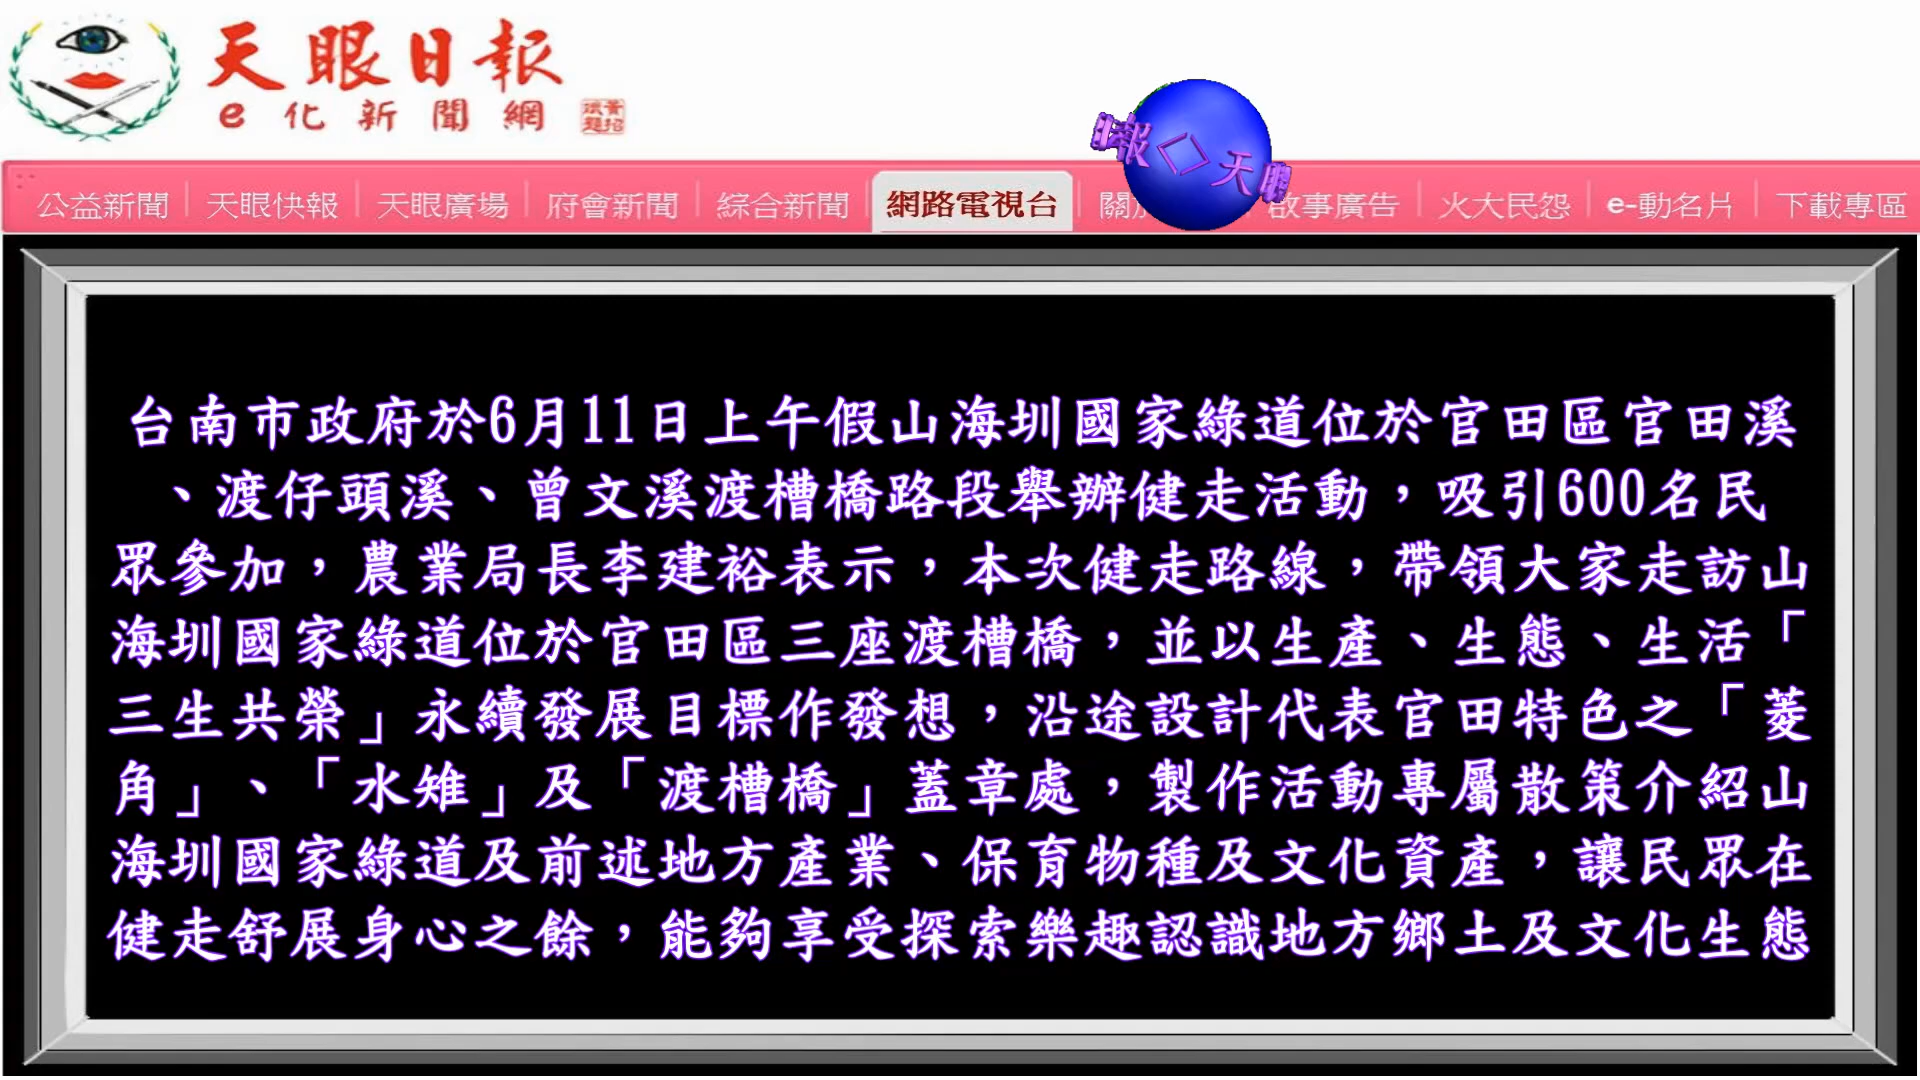 天眼日報
e化新聞網
公益新聞 天眼快報 天眼廣場 府會新聞 綜合新聞 網路電視台 關 啟事廣告 火大民怨 e-動名片 下載專區
報 天眼
台南市政府於6月11日上午假山海圳國家綠道位於官田區官田溪
、渡仔頭溪、曾文溪渡槽橋路段舉辦健走活動，吸引600名民
眾參加，農業局長李建裕表示，本次健走路線，帶領大家走訪山
海圳國家綠道位於官田區三座渡槽橋，並以生產、生態、生活「
三生共榮」永續發展目標作發想，沿途設計代表官田特色之「菱
角」、「水雉」及「渡槽橋」蓋章處，製作活動專屬散策介紹山
海圳國家綠道及前述地方產業、保育物種及文化資產，讓民眾在
健走舒展身心之餘，能夠享受探索樂趣認識地方鄉土及文化生態